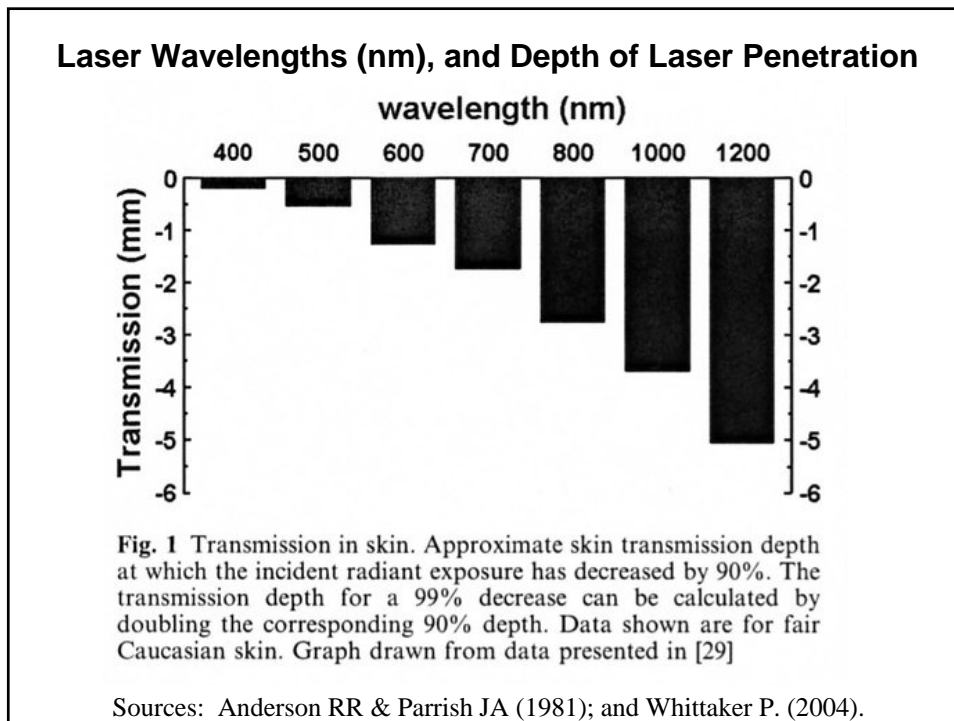 Laser Wavelengths (nm), and Depth of Laser Penetration
wavelength (nm)
400 500 600 700 800 1000 1200
Transmission (mm)
0 0
-1 -1
-2 -2
-3 -3
-4 -4
-5 -5
-6 -6
Fig. 1 Transmission in skin. Approximate skin transmission depth
at which the incident radiant exposure has decreased by 90%. The
transmission depth for a 99% decrease can be calculated by
doubling the corresponding 90% depth. Data shown are for fair
Caucasian skin. Graph drawn from data presented in [29]
Sources: Anderson RR & Parrish JA (1981); and Whittaker P. (2004).